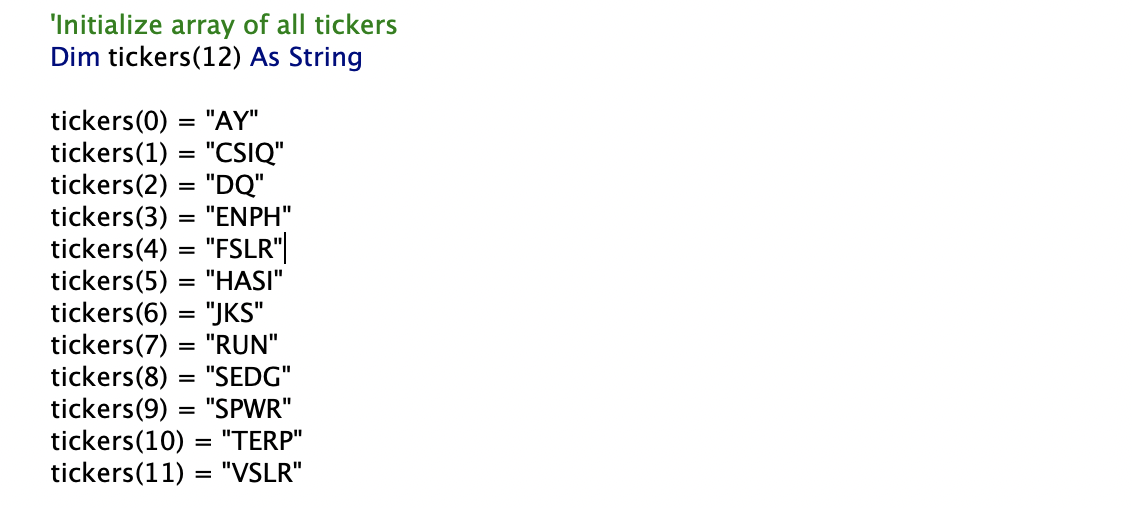 'Initialize array of all tickers
Dim tickers(12) As String
tickers(0) = "AY"
tickers(1) = "CSIQ"
tickers(2) = "DQ"
tickers(3) = "ENPH"
tickers(4) = "FSLR"
tickers(5) = "HASI"
tickers(6) = "JKS"
tickers(7) = "RUN"
tickers(8) = "SEDG"
tickers(9) = "SPWR"
tickers(10) = "TERP"
tickers(11) = "VSLR"